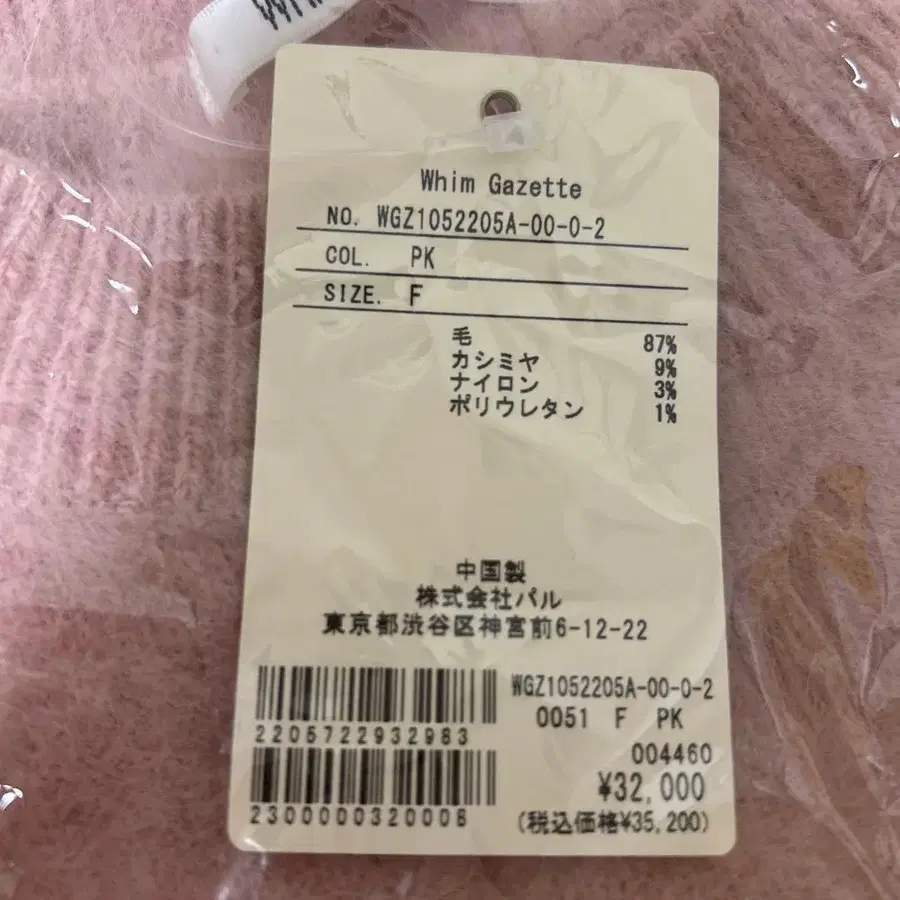 Whim Gazette
NO. WGZ1052205A-00-0-2
COL. PK
SIZE. F
毛 87%
カシミヤ 9%
ナイロン 3%
ポリウレタン 1%
中国製
株式会社パル
東京都渋谷区神宮前6-12-22
WGZ1052205A-00-0-2
2205722932983
0051 F PK
004460
¥32,000
2300000320008
(税込価格¥35,200)